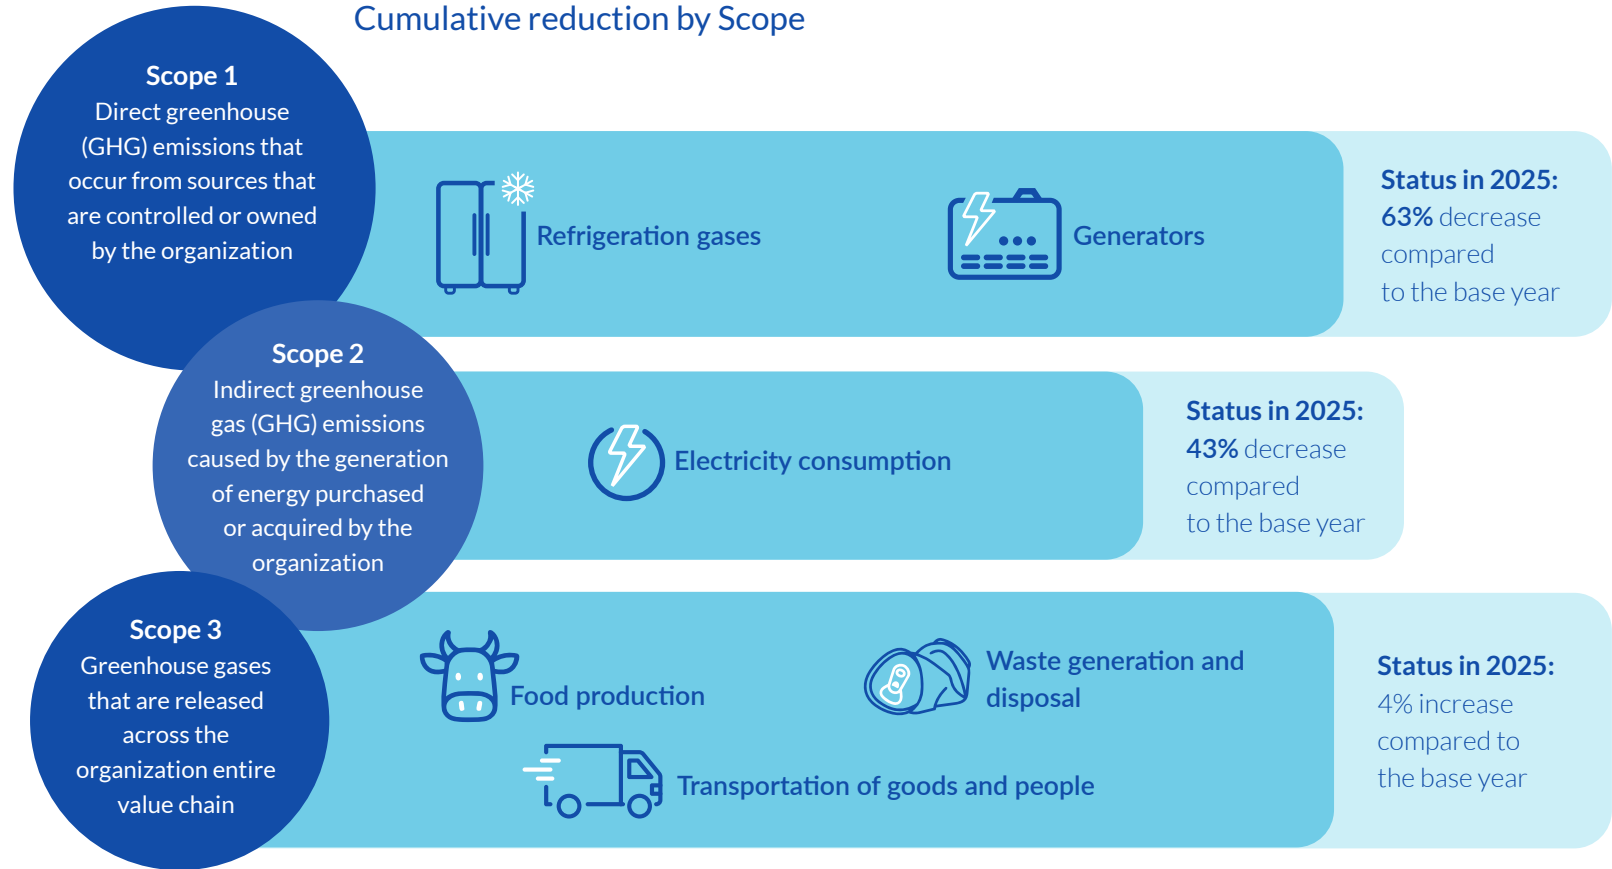 Cumulative reduction by Scope
Scope 1
Direct greenhouse
(GHG) emissions that
occur from sources that
are controlled or owned
by the organization
Refrigeration gases
Generators
Status in 2025:
63% decrease
compared
to the base year
Scope 2
Indirect greenhouse
gas (GHG) emissions
caused by the generation
of energy purchased
or acquired by the
organization
Electricity consumption
Status in 2025:
43% decrease
compared
to the base year
Scope 3
Greenhouse gases
that are released
across the
organization entire
value chain
Food production
Waste generation and
disposal
Transportation of goods and people
Status in 2025:
4% increase
compared to
the base year